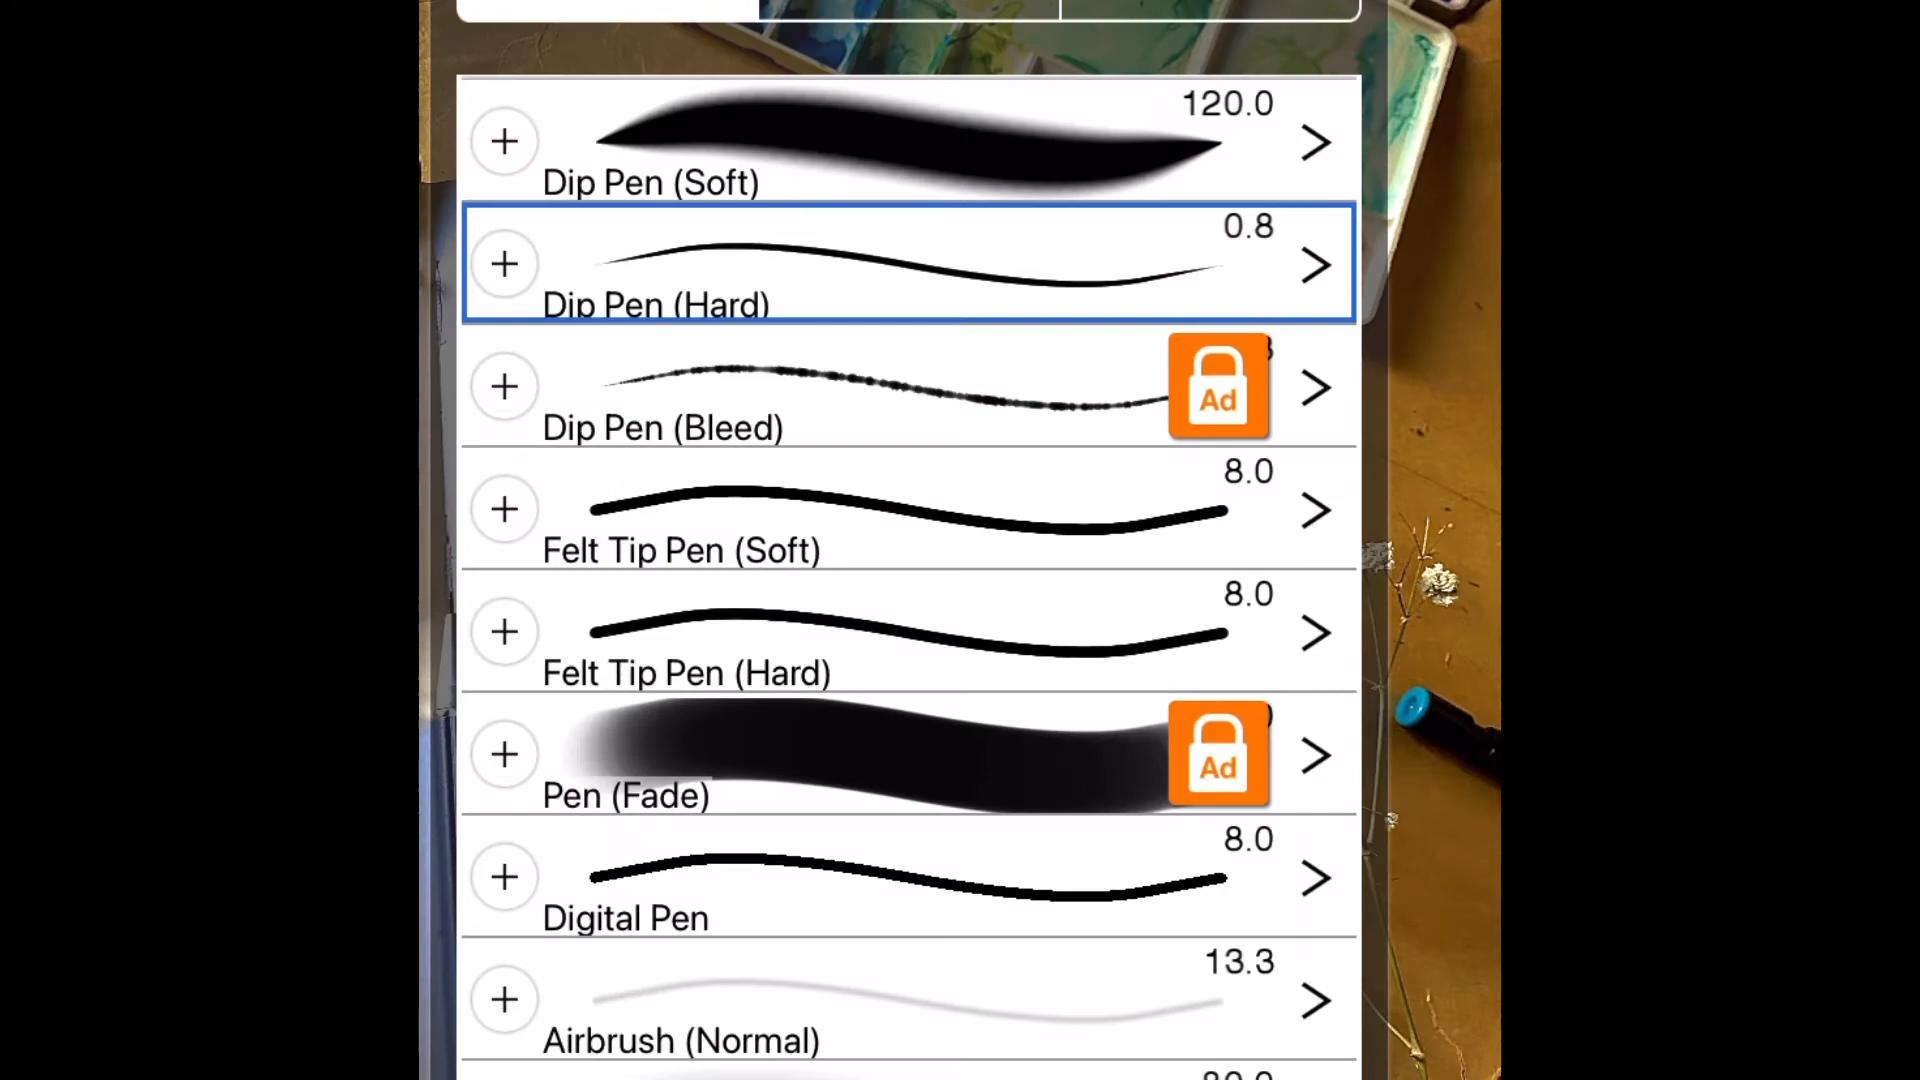 120.0
Dip Pen (Soft)
0.8
Dip Pen (Hard)
Ad
Dip Pen (Bleed)
8.0
Felt Tip Pen (Soft)
8.0
Felt Tip Pen (Hard)
Ad
Pen (Fade)
8.0
Digital Pen
13.3
Airbrush (Normal)